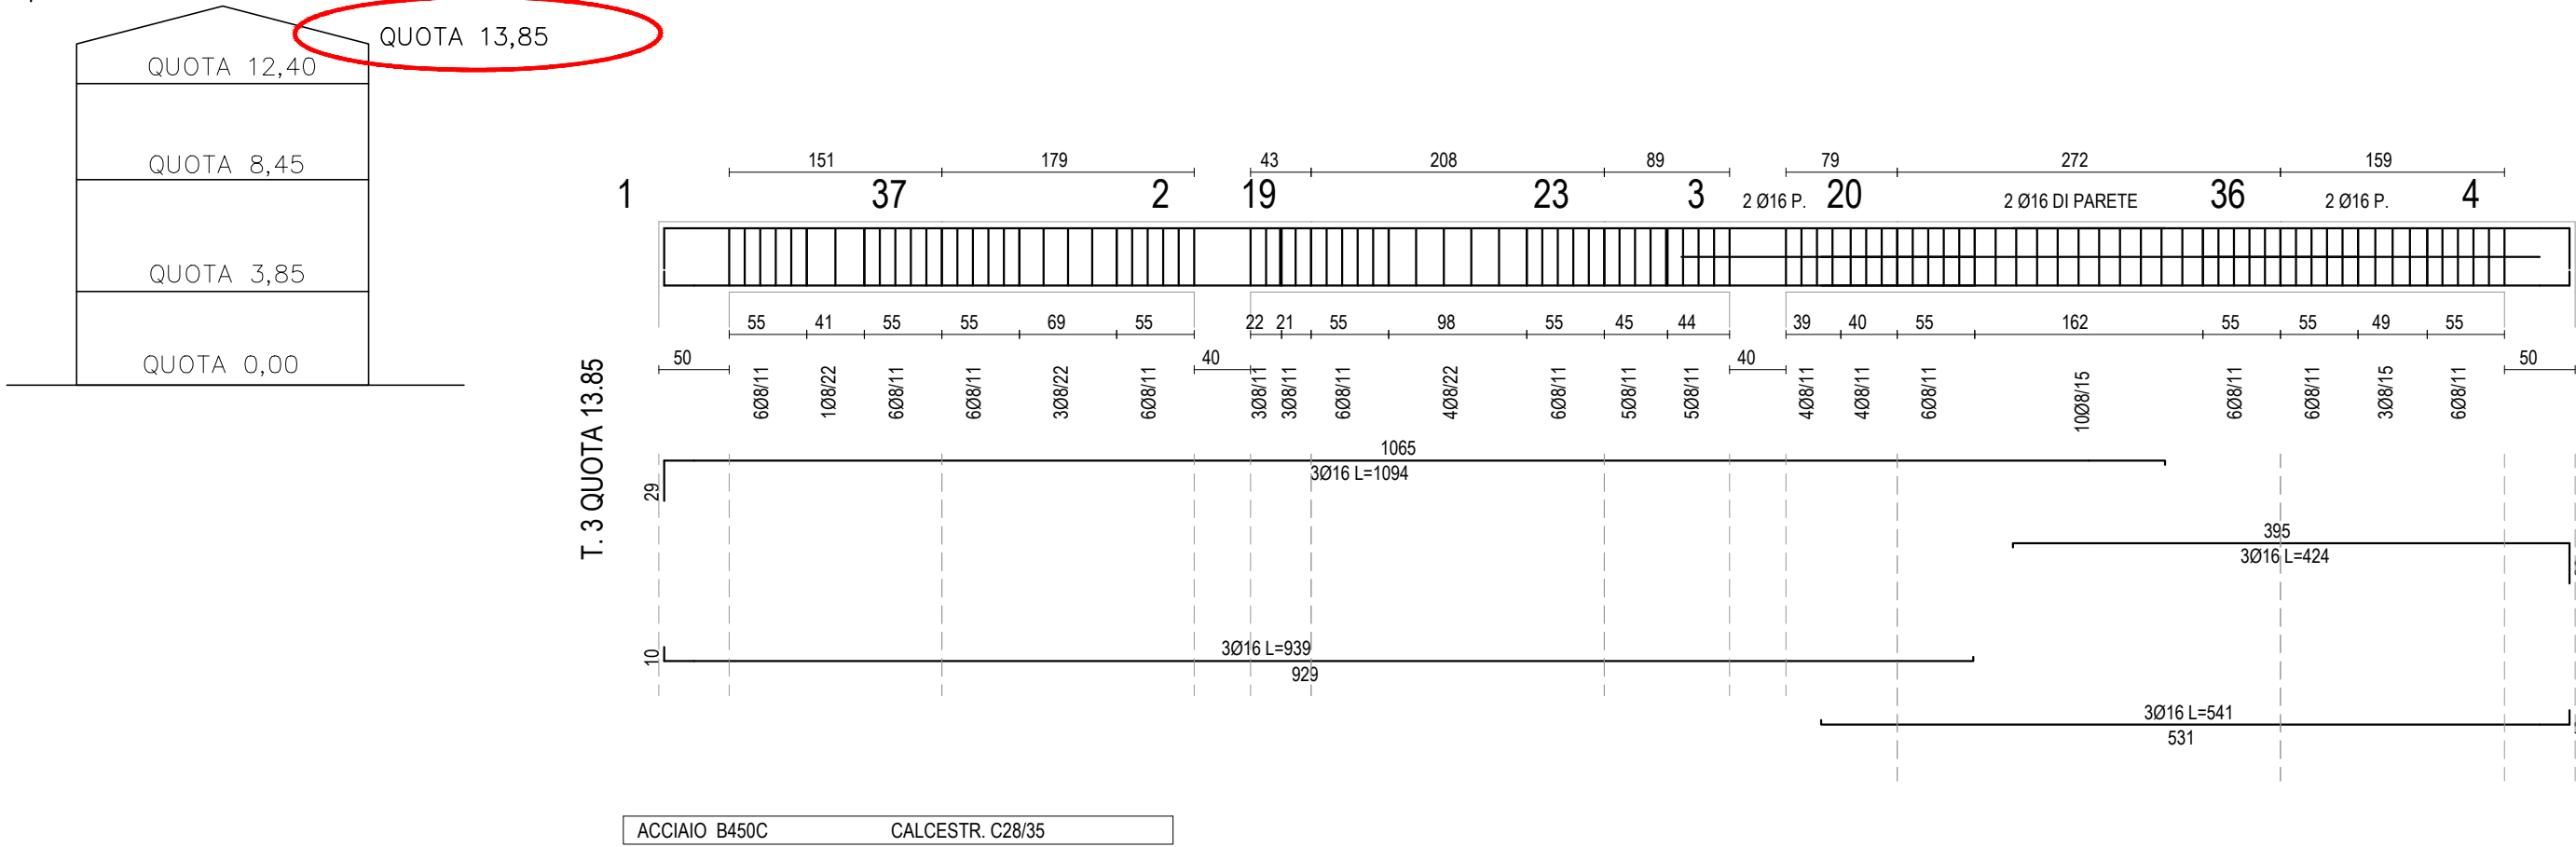 QUOTA 13,85
QUOTA 12,40
QUOTA 8,45
QUOTA 3,85
QUOTA 0,00
151 179 43 208 89 79 272 159
1 37 2 19 23 3 2 Ø16 P. 20 2 Ø16 DI PARETE 36 2 Ø16 P. 4
55 41 55 55 69 55 22 21 55 98 55 45 44 39 40 55 162 55 55 49 55
50 40 40 50
T. 3 QUOTA 13.85
6Ø8/11 1Ø8/22 6Ø8/11 6Ø8/11 3Ø8/22 6Ø8/11 3Ø8/11 3Ø8/11 6Ø8/11 4Ø8/22 6Ø8/11 5Ø8/11 5Ø8/11 4Ø8/11 4Ø8/11 6Ø8/11 10Ø8/15 6Ø8/11 6Ø8/11 3Ø8/15 6Ø8/11
1065
29
3Ø16 L=1094
395
3Ø16 L=424
3Ø16 L=939
10
929
3Ø16 L=541
531
ACCIAIO B450C CALCESTR. C28/35